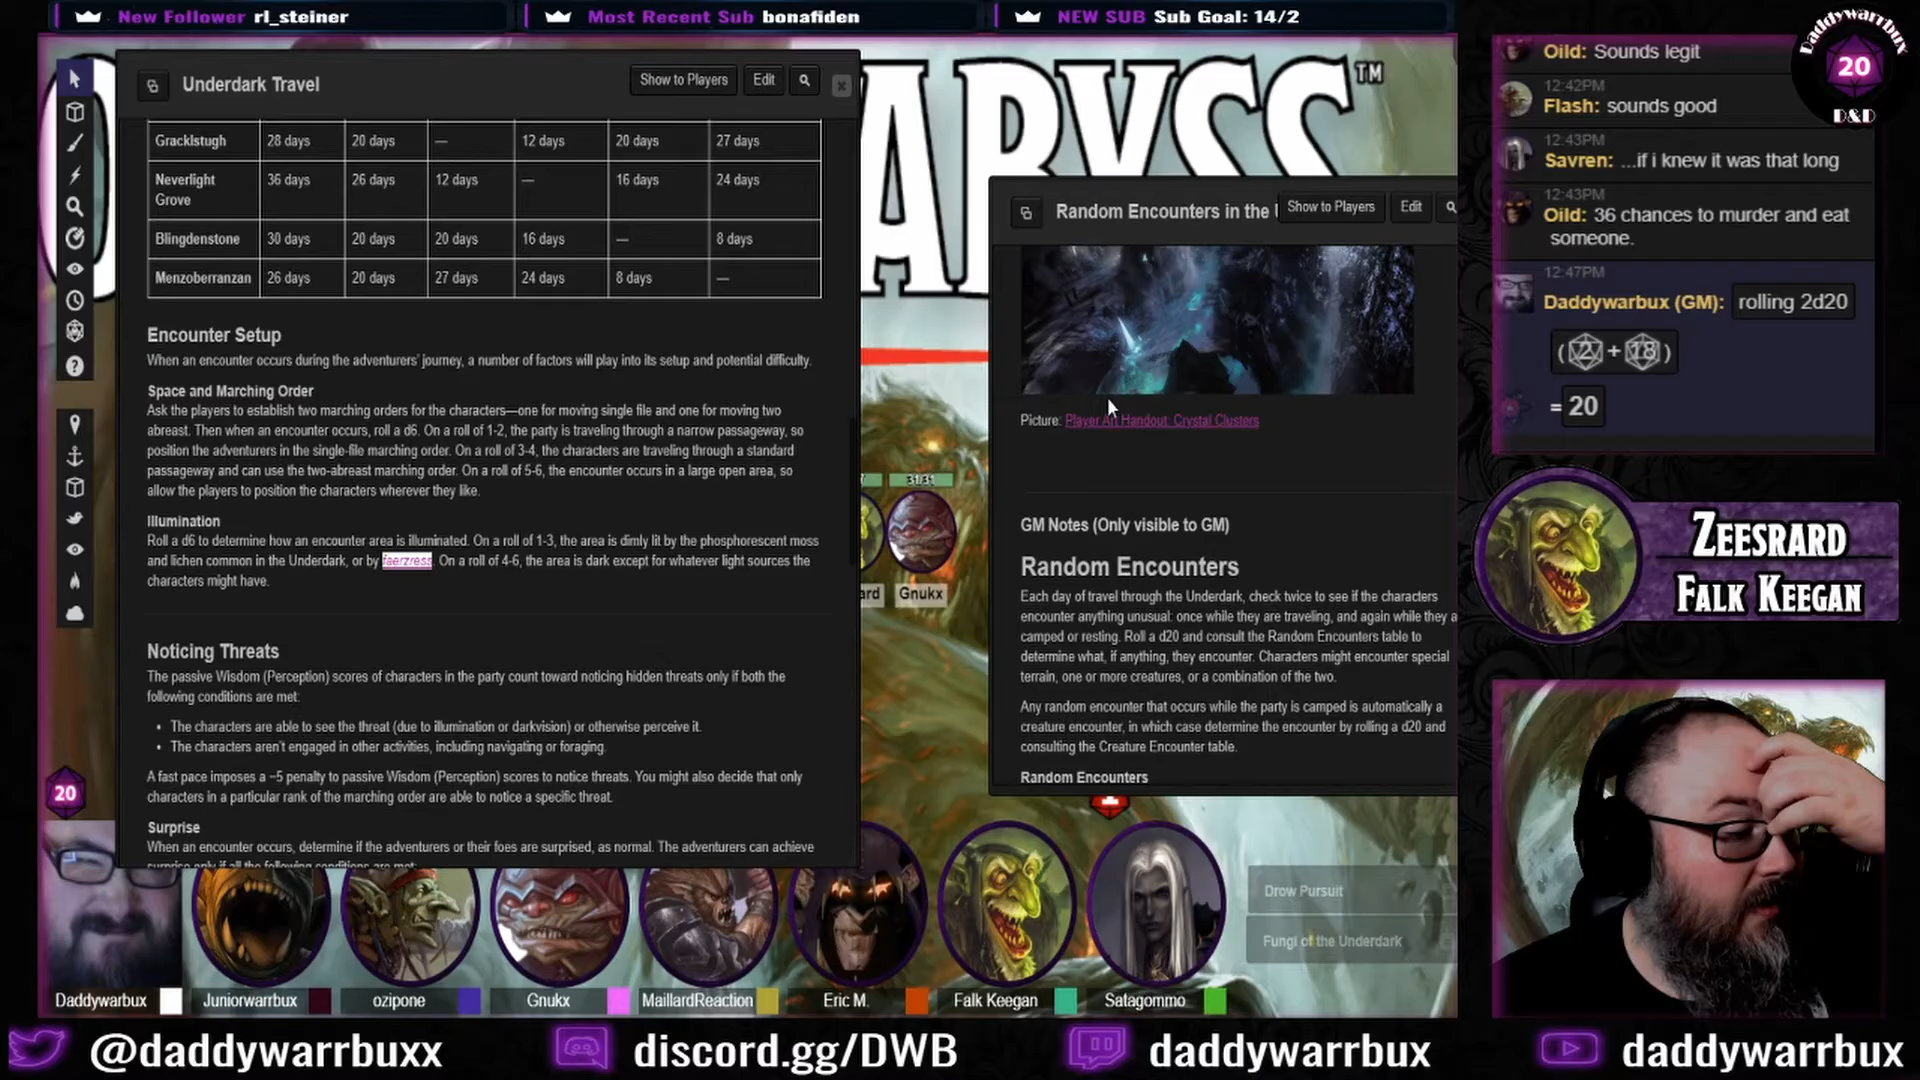 New Follower rl_steiner
Most Recent Sub bonafiden
NEW SUB Sub Goal: 14/2
Underdark Travel
Show to Players
Edit
Gracklstugh 28 days 20 days — 12 days 20 days 27 days
Neverlight Grove 36 days 26 days 12 days — 16 days 24 days
Blingdenstone 30 days 20 days 20 days 16 days — 8 days
Menzoberranzan 26 days 20 days 27 days 24 days 8 days —
Encounter Setup
When an encounter occurs during the adventurers' journey, a number of factors will play into its setup and potential difficulty.
Space and Marching Order
Ask the players to establish two marching orders for the characters—one for moving single file and one for moving two
abreast. Then when an encounter occurs, roll a d6. On a roll of 1-2, the party is traveling through a narrow passageway, so
position the adventurers in the single-file marching order. On a roll of 3-4, the characters are traveling through a standard
passageway and can use the two-abreast marching order. On a roll of 5-6, the encounter occurs in a large open area, so
allow the players to position the characters wherever they like.
Illumination
Roll a d6 to determine how an encounter area is illuminated. On a roll of 1-3, the area is dimly lit by the phosphorescent moss
and lichen common in the Underdark, or by faerzress. On a roll of 4-6, the area is dark except for whatever light sources the
characters might have.
Noticing Threats
The passive Wisdom (Perception) scores of characters in the party count toward noticing hidden threats only if both the
following conditions are met:
• The characters are able to see the threat (due to illumination or darkvision) or otherwise perceive it.
• The characters aren't engaged in other activities, including navigating or foraging.
A fast pace imposes a −5 penalty to passive Wisdom (Perception) scores to notice threats. You might also decide that only
characters in a particular rank of the marching order are able to notice a specific threat.
Surprise
When an encounter occurs, determine if the adventurers or their foes are surprised, as normal. The adventurers can achieve
surprise only if all the following conditions are met:
ABYSS™
31/31
ard
Gnukx
Random Encounters in the
Show to Players
Edit
Picture: Player Art Handout: Crystal Clusters
GM Notes (Only visible to GM)
Random Encounters
Each day of travel through the Underdark, check twice to see if the characters
encounter anything unusual: once while they are traveling, and again while they a
camped or resting. Roll a d20 and consult the Random Encounters table to
determine what, if anything, they encounter. Characters might encounter special
terrain, one or more creatures, or a combination of the two.
Any random encounter that occurs while the party is camped is automatically a
creature encounter, in which case determine the encounter by rolling a d20 and
consulting the Creature Encounter table.
Random Encounters
Drow Pursuit
Fungi of the Underdark
20
Daddywarbux
Juniorwarrbux
ozipone
Gnukx
MaillardReaction
Eric M.
Falk Keegan
Satagommo
Oild: Sounds legit
12:42PM
Flash: sounds good
12:43PM
Savren: ...if i knew it was that long
12:43PM
Oild: 36 chances to murder and eat
someone.
12:47PM
Daddywarbux (GM): rolling 2d20
(2+18)
= 20
Daddywarrbux
20
D&D
Zeesrard
Falk Keegan
@daddywarrbuxx
discord.gg/DWB
daddywarrbux
daddywarrbux